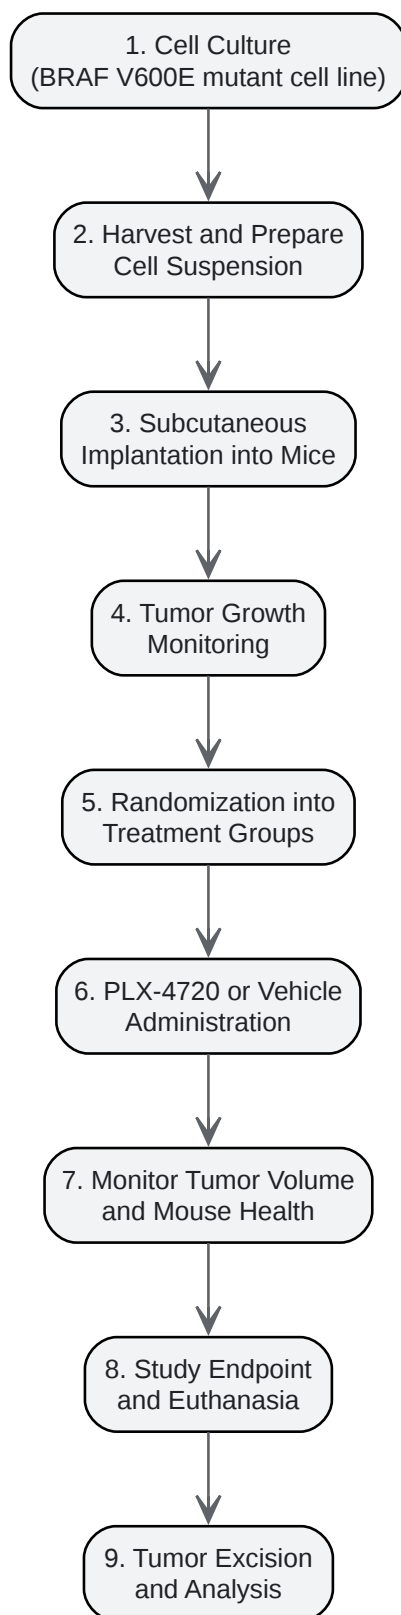 1. Cell Culture
(BRAF V600E mutant cell line)
2. Harvest and Prepare
Cell Suspension
3. Subcutaneous
Implantation into Mice
4. Tumor Growth
Monitoring
5. Randomization into
Treatment Groups
6. PLX-4720 or Vehicle
Administration
7. Monitor Tumor Volume
and Mouse Health
8. Study Endpoint
and Euthanasia
9. Tumor Excision
and Analysis